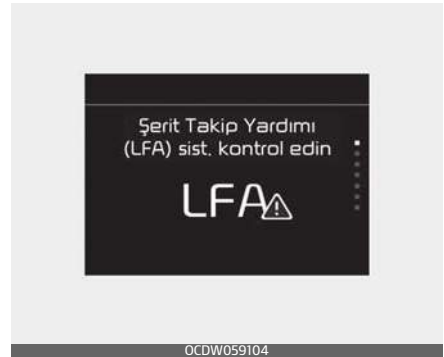 Şerit Takip Yardımı
(LFA) sist. kontrol edin
LFA
OCDW059104